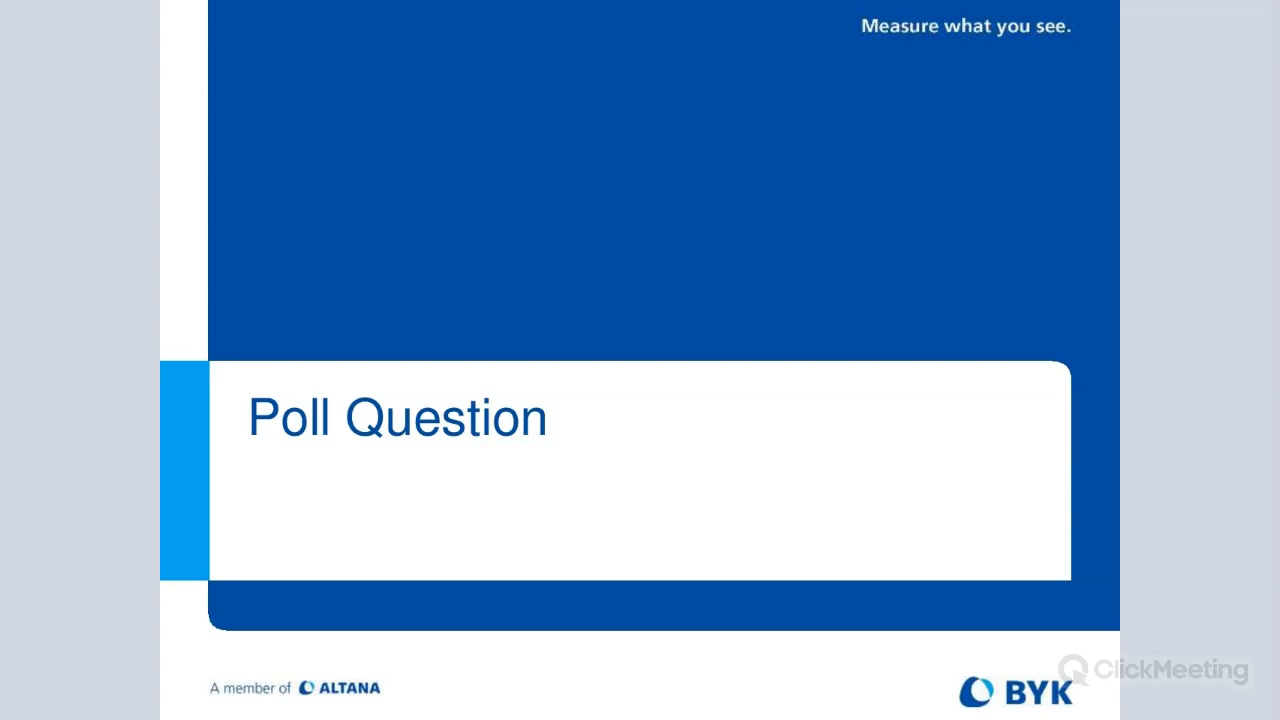 Measure what you see.
Poll Question
A member of ALTANA
BYK
ClickMeeting